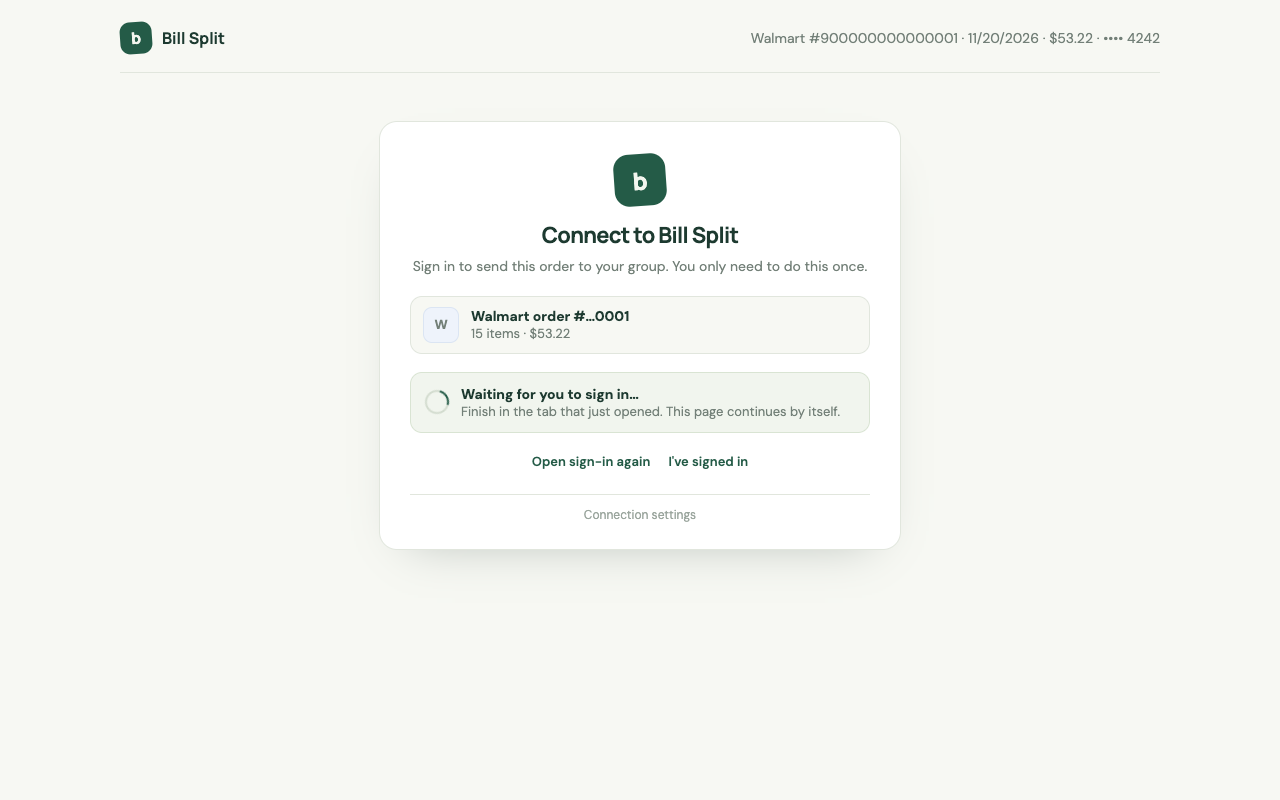 b Bill Split
Walmart #900000000000001 · 11/20/2026 · $53.22 · •••• 4242
b
Connect to Bill Split
Sign in to send this order to your group. You only need to do this once.
W
Walmart order #…0001
15 items · $53.22
Waiting for you to sign in…
Finish in the tab that just opened. This page continues by itself.
Open sign-in again I've signed in
Connection settings